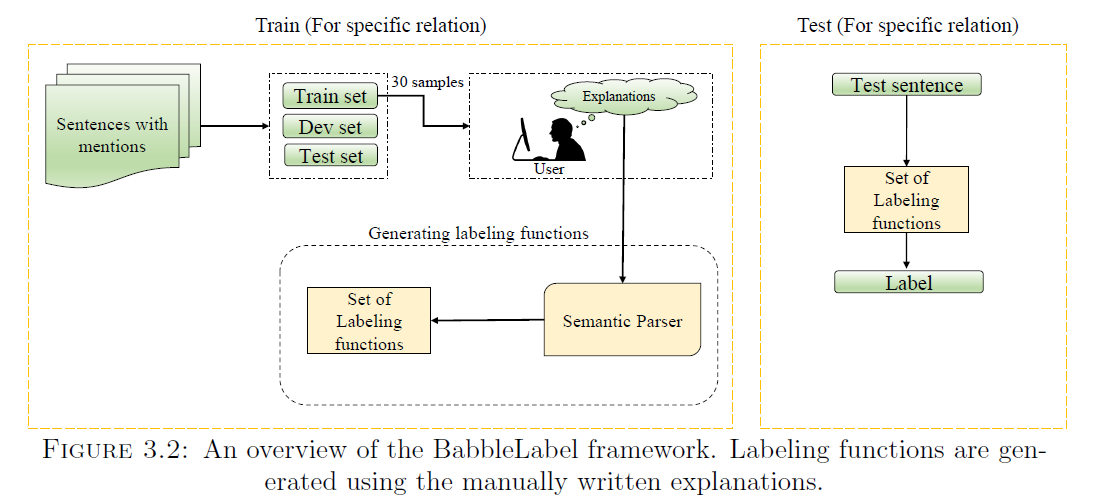 Train (For specific relation)
Test (For specific relation)
Sentences with
mentions
Train set
Dev set
Test set
30 samples
Explanations
User
Generating labeling functions
Semantic Parser
Set of
Labeling
functions
Test sentence
Set of
Labeling
functions
Label
FIGURE 3.2: An overview of the BabbleLabel framework. Labeling functions are gen-
erated using the manually written explanations.